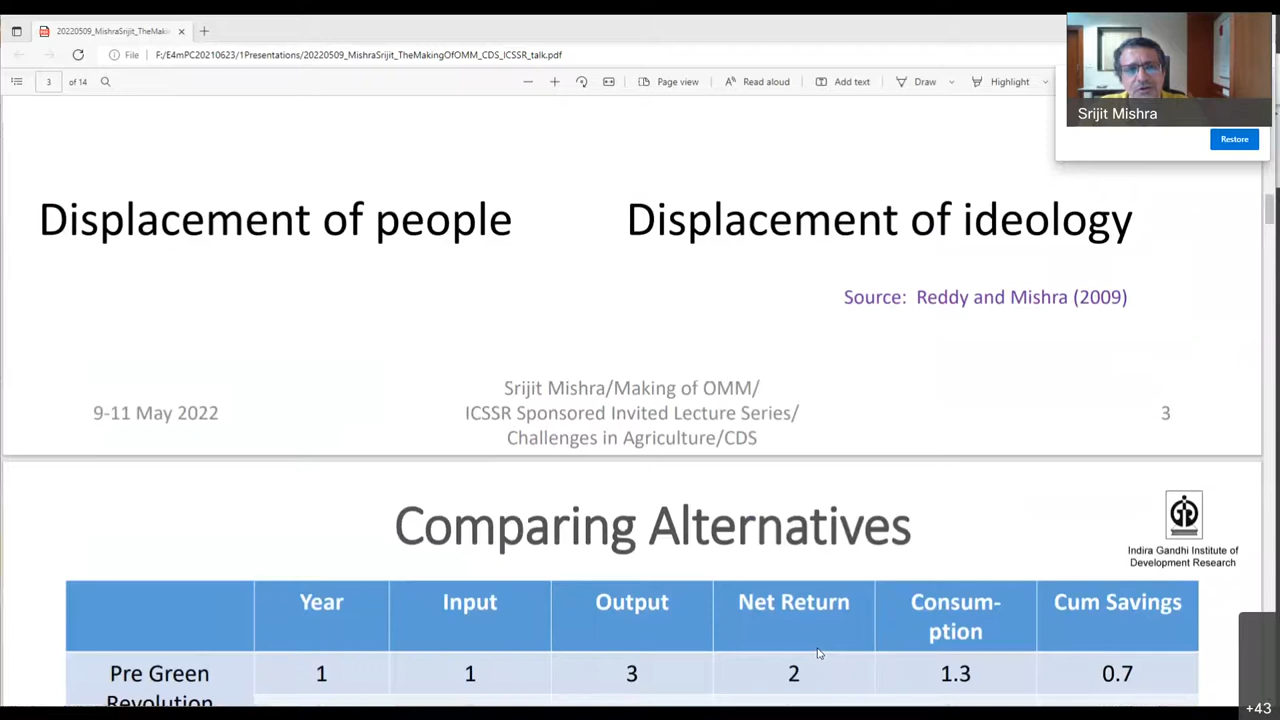 20220509_MishraSrijit_TheMaki
File
F:/E4mPC20210623/1Presentations/20220509_MishraSrijit_TheMakingOfOMM_CDS_ICSSR_talk.pdf
3 of 14
Page view
Read aloud
Add text
Draw
Highlight
Srijit Mishra
Restore
Displacement of people
Displacement of ideology
Source: Reddy and Mishra (2009)
9-11 May 2022
Srijit Mishra/Making of OMM/
ICSSR Sponsored Invited Lecture Series/
Challenges in Agriculture/CDS
3
Comparing Alternatives
Indira Gandhi Institute of
Development Research
Year Input Output Net Return Consum-
ption Cum Savings
Pre Green 1 1 3 2 1.3 0.7
Revolution
+43